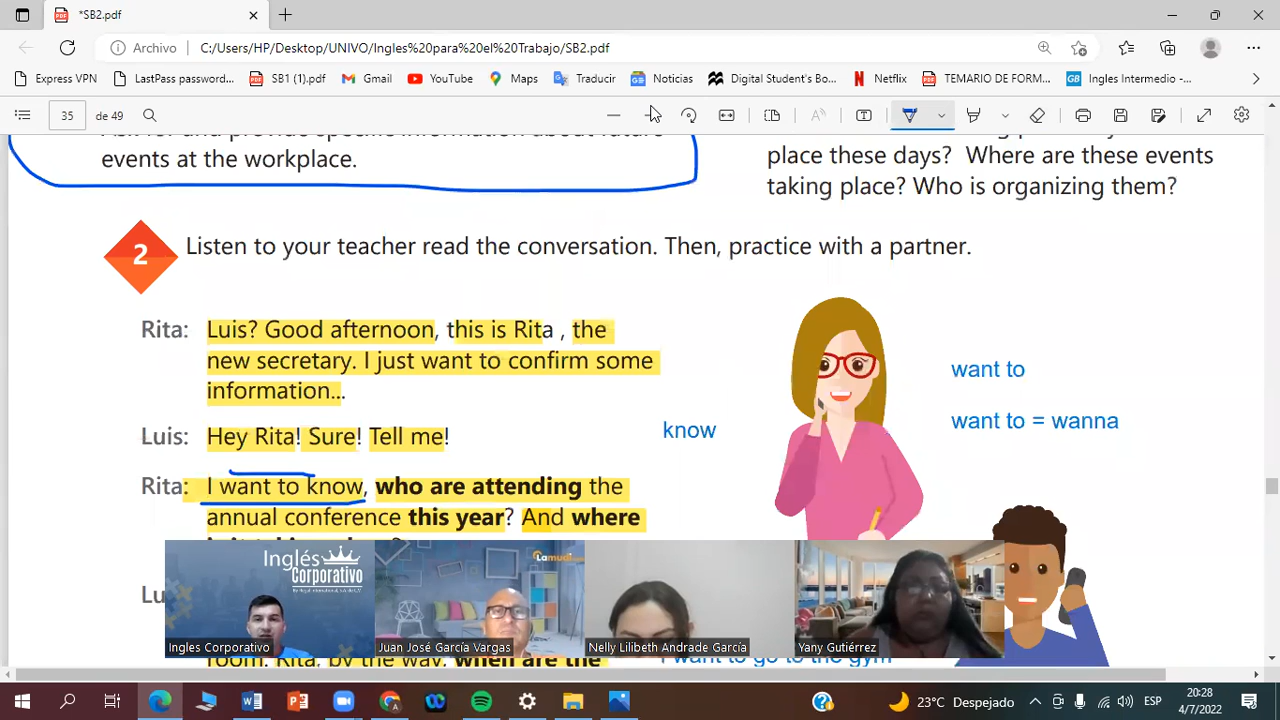 *SB2.pdf
Archivo
C:/Users/HP/Desktop/UNIVO/Ingles%20para%20el%20Trabajo/SB2.pdf
Express VPN
LastPass password...
SB1 (1).pdf
Gmail
YouTube
Maps
Traducir
Noticias
Digital Student's Bo...
Netflix
TEMARIO DE FORM...
Ingles Intermedio -...
35
de 49
events at the workplace.
place these days? Where are these events
taking place? Who is organizing them?
2
Listen to your teacher read the conversation. Then, practice with a partner.
Rita: Luis? Good afternoon, this is Rita , the
new secretary. I just want to confirm some
information...
want to
want to = wanna
know
Luis: Hey Rita! Sure! Tell me!
Rita: I want to know, who are attending the
annual conference this year? And where
Lu
Inglés
Corporativo
Lamudi
Ingles Corporativo
Juan José García Vargas
Nelly Lilibeth Andrade García
Yany Gutiérrez
room. Rita, by the way, when are the
I want to go to the gym
23°C Despejado
ESP
20:28
4/7/2022